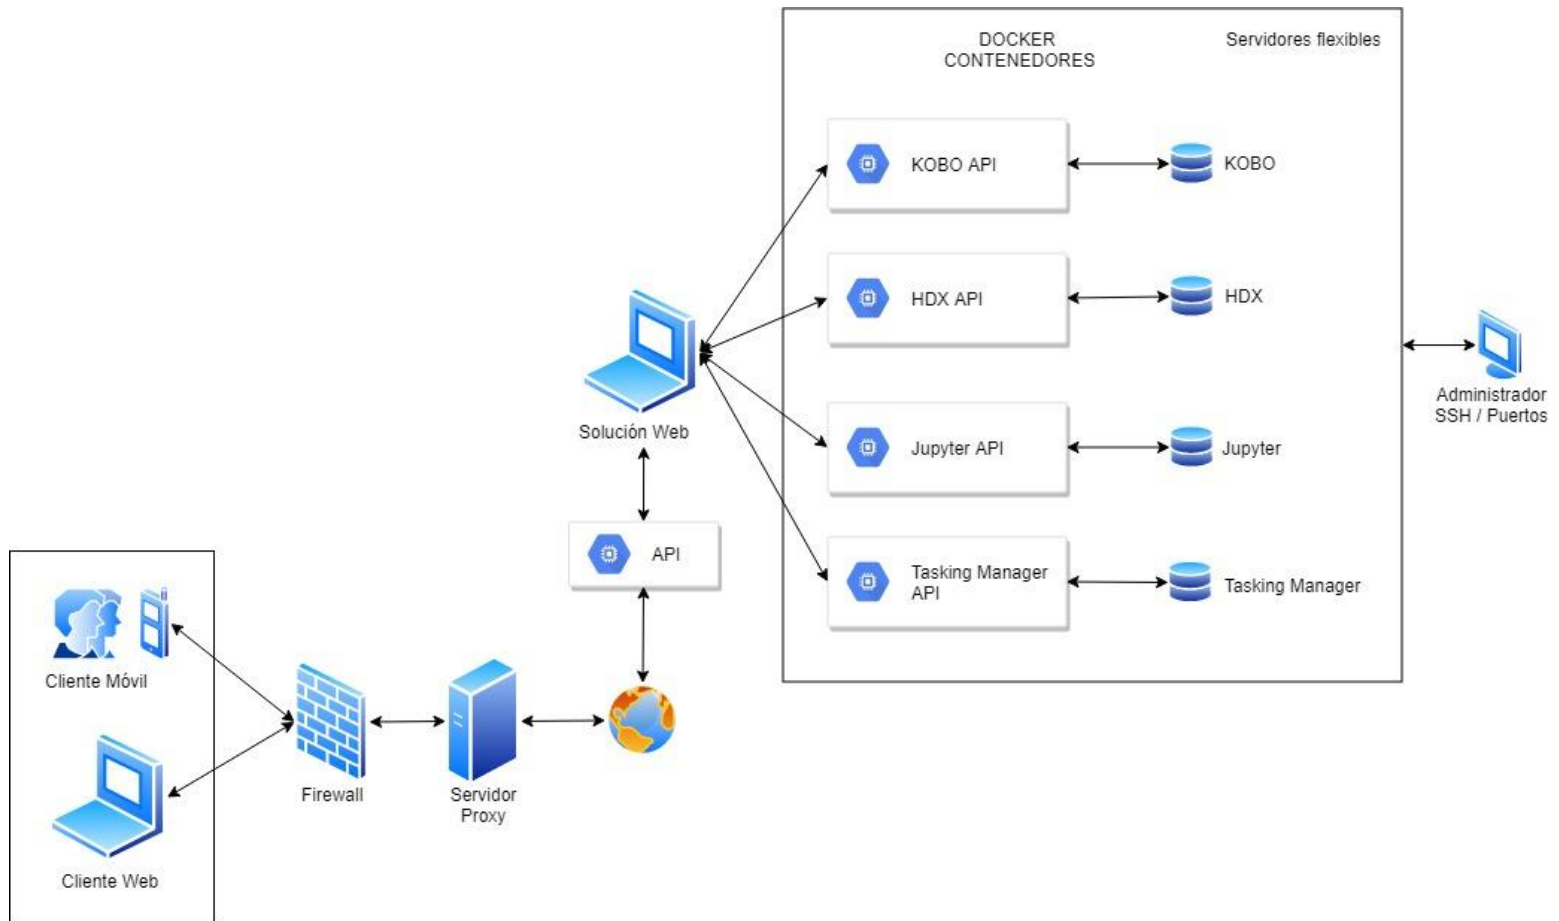 DOCKER
CONTENEDORES
Servidores flexibles
KOBO API
KOBO
HDX API
HDX
Solución Web
Jupyter API
Jupyter
Administrador
SSH / Puertos
API
Tasking Manager
API
Tasking Manager
Cliente Móvil
Firewall
Servidor
Proxy
Cliente Web